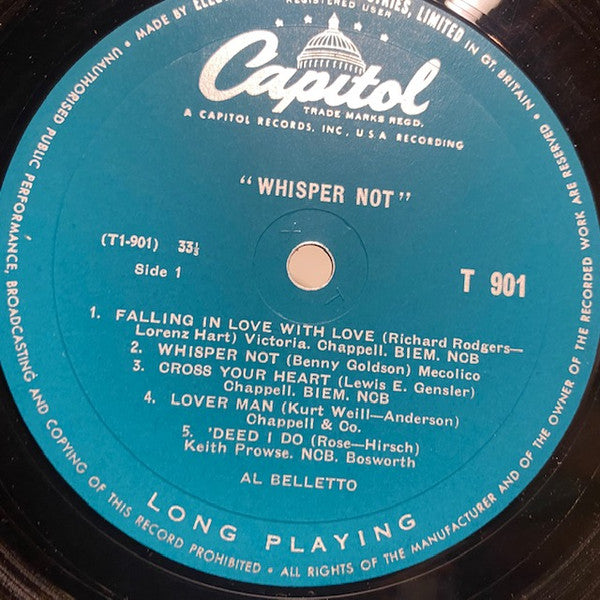 MADE BY ELEC
RIES, LIMITED IN GT. BRITAIN •
REGISTERED USER
Capitol
TRADE MARKS REGD.
A CAPITOL RECORDS, INC., U.S.A. RECORDING
“WHISPER NOT”
(T1-901) 33⅓
Side 1
T 901
1. FALLING IN LOVE WITH LOVE (Richard Rodgers—
Lorenz Hart) Victoria. Chappell. BIEM. NCB
2. WHISPER NOT (Benny Goldson) Mecolico
3. CROSS YOUR HEART (Lewis E. Gensler)
Chappell. BIEM. NCB
4. LOVER MAN (Kurt Weill—Anderson)
Chappell & Co.
5. 'DEED I DO (Rose—Hirsch)
Keith Prowse. NCB. Bosworth
AL BELLETTO
LONG PLAYING
UNAUTHORISED PUBLIC PERFORMANCE, BROADCASTING AND COPYING OF THIS RECORD PROHIBITED • ALL RIGHTS OF THE MANUFACTURER AND OF THE OWNER OF THE RECORDED WORK ARE RESERVED •